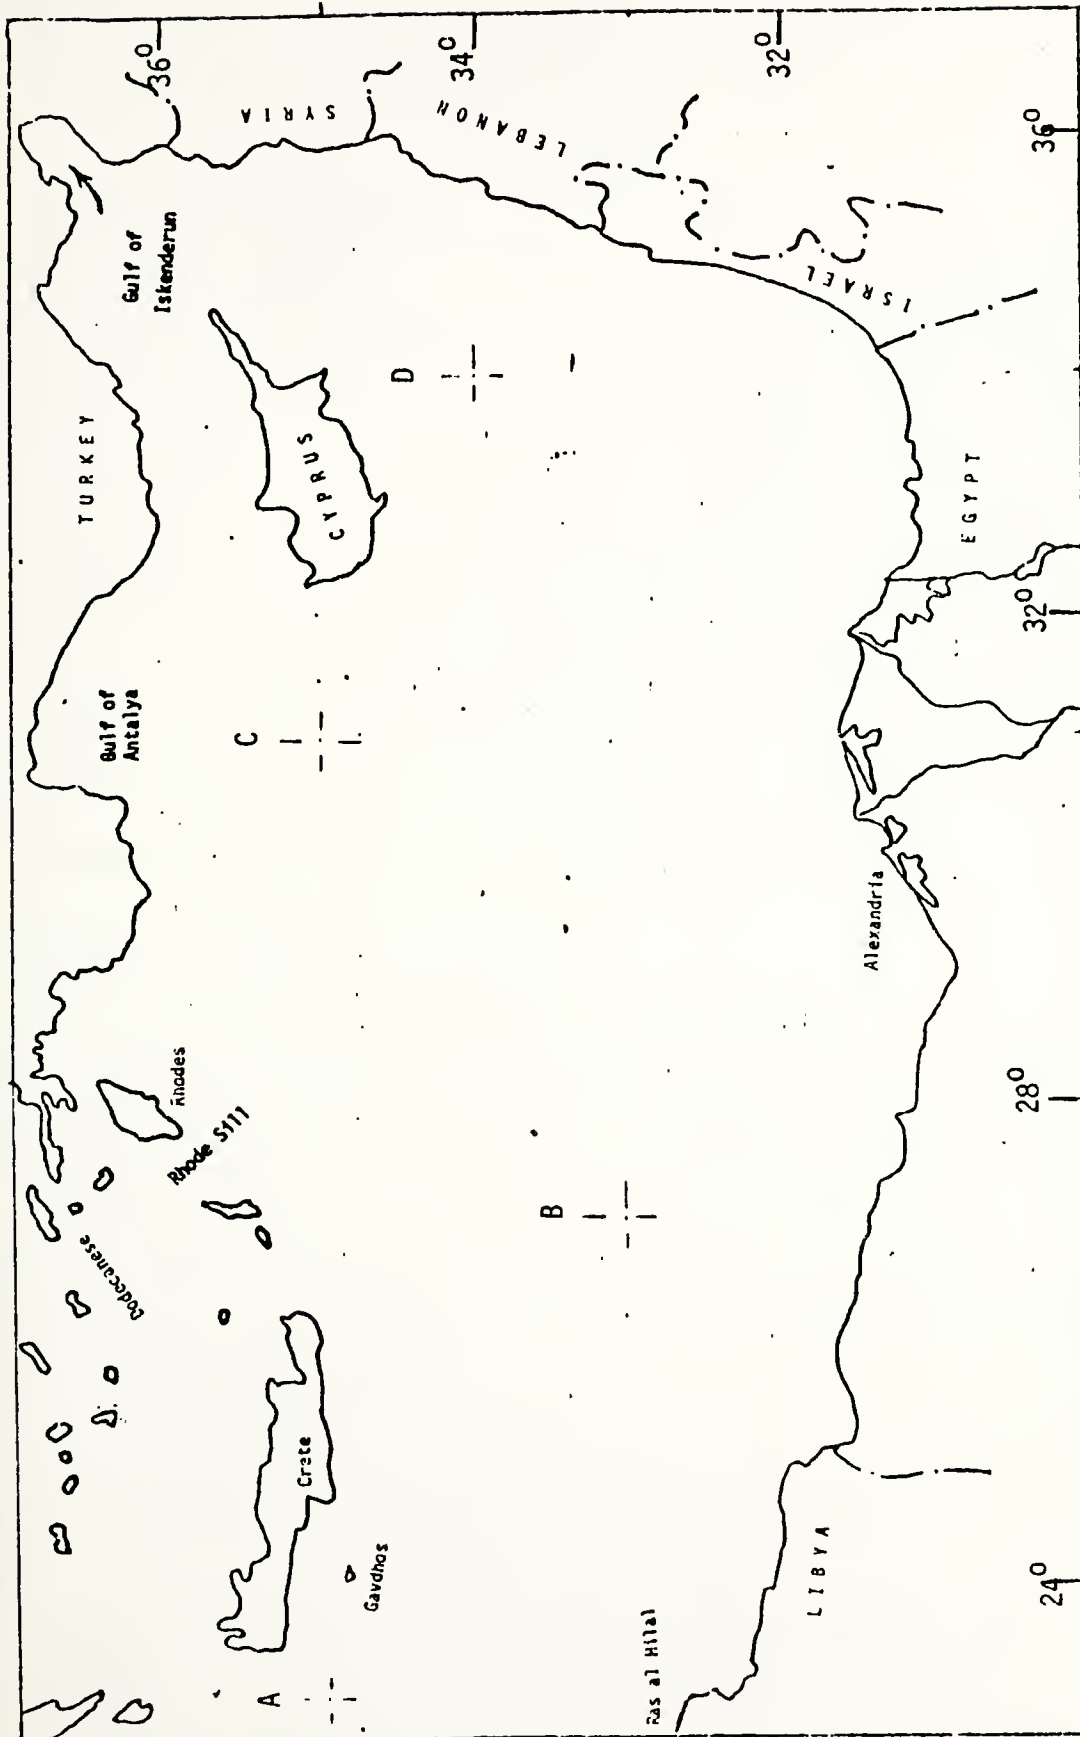 36°
34°
32°
36°
32°
28°
24°
TURKEY
SYRIA
LEBANON
ISRAEL
EGYPT
LIBYA
CYPRUS
Gulf of
Iskenderun
Gulf of
Antalya
Rhodes
Rhode Sill
Dodecanese
Crete
Gavdhos
Ras al Hilal
Alexandria
A
B
C
D